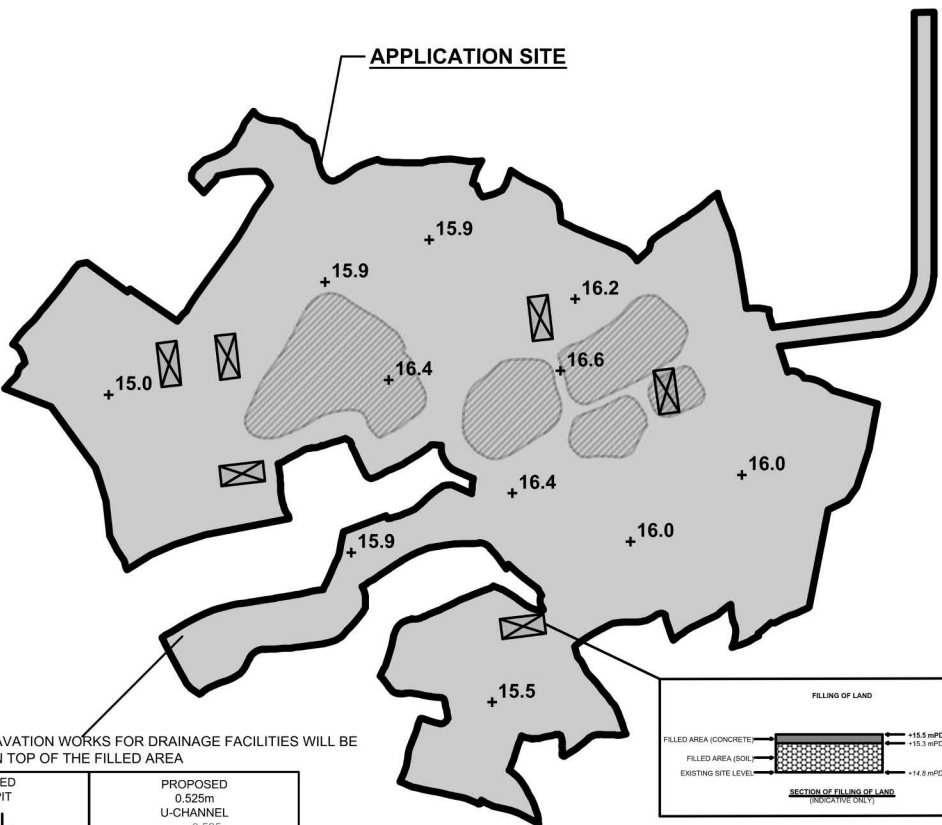 APPLICATION SITE
15.9
15.9
16.2
16.6
16.4
15.0
16.0
16.4
16.0
15.9
15.5
AVATION WORKS FOR DRAINAGE FACILITIES WILL BE
N TOP OF THE FILLED AREA
ED
PIT
PROPOSED
0.525m
U-CHANNEL
FILLING OF LAND
FILLED AREA (CONCRETE)
+15.5 mPD
+15.3 mPD
FILLED AREA (SOIL)
EXISTING SITE LEVEL
+14.8 mPD
SECTION OF FILLING OF LAND
(INDICATIVE ONLY)